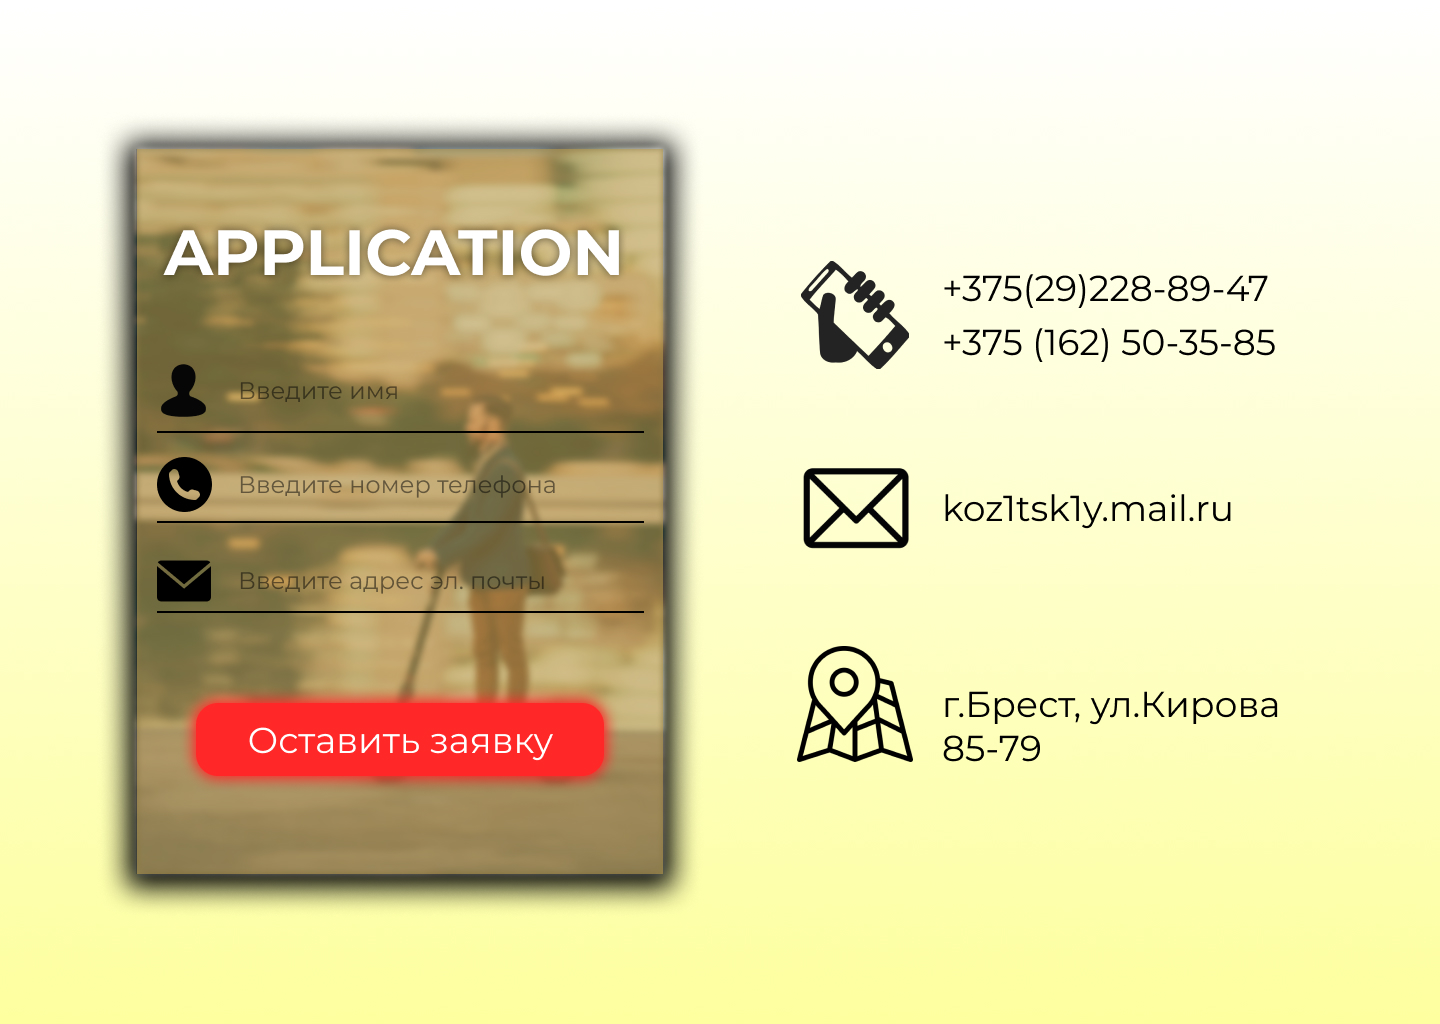 APPLICATION
Введите имя
Введите номер телефона
Введите адрес эл. почты
Оставить заявку
+375(29)228-89-47
+375 (162) 50-35-85
koz1tsk1y.mail.ru
г.Брест, ул.Кирова
85-79